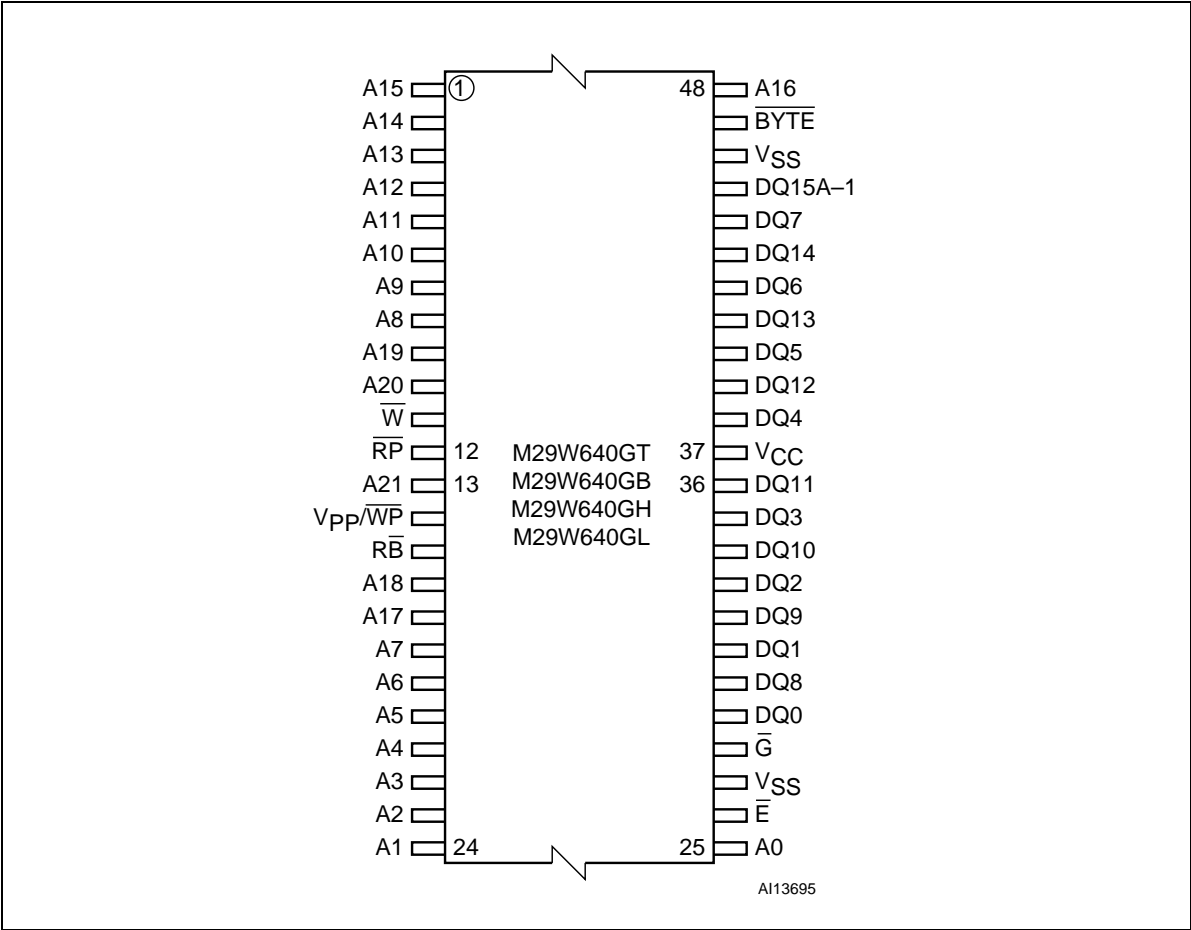 A15 ① 48 A16
A14 B̅Y̅T̅E̅
A13 VSS
A12 DQ15A–1
A11 DQ7
A10 DQ14
A9 DQ6
A8 DQ13
A19 DQ5
A20 DQ12
W̅ DQ4
R̅P̅ 12 M29W640GT 37 VCC
A21 13 M29W640GB 36 DQ11
M29W640GH
VPP/W̅P̅ DQ3
M29W640GL
RB̅ DQ10
A18 DQ2
A17 DQ9
A7 DQ1
A6 DQ8
A5 DQ0
A4 G̅
A3 VSS
A2 E̅
A1 24 25 A0
AI13695